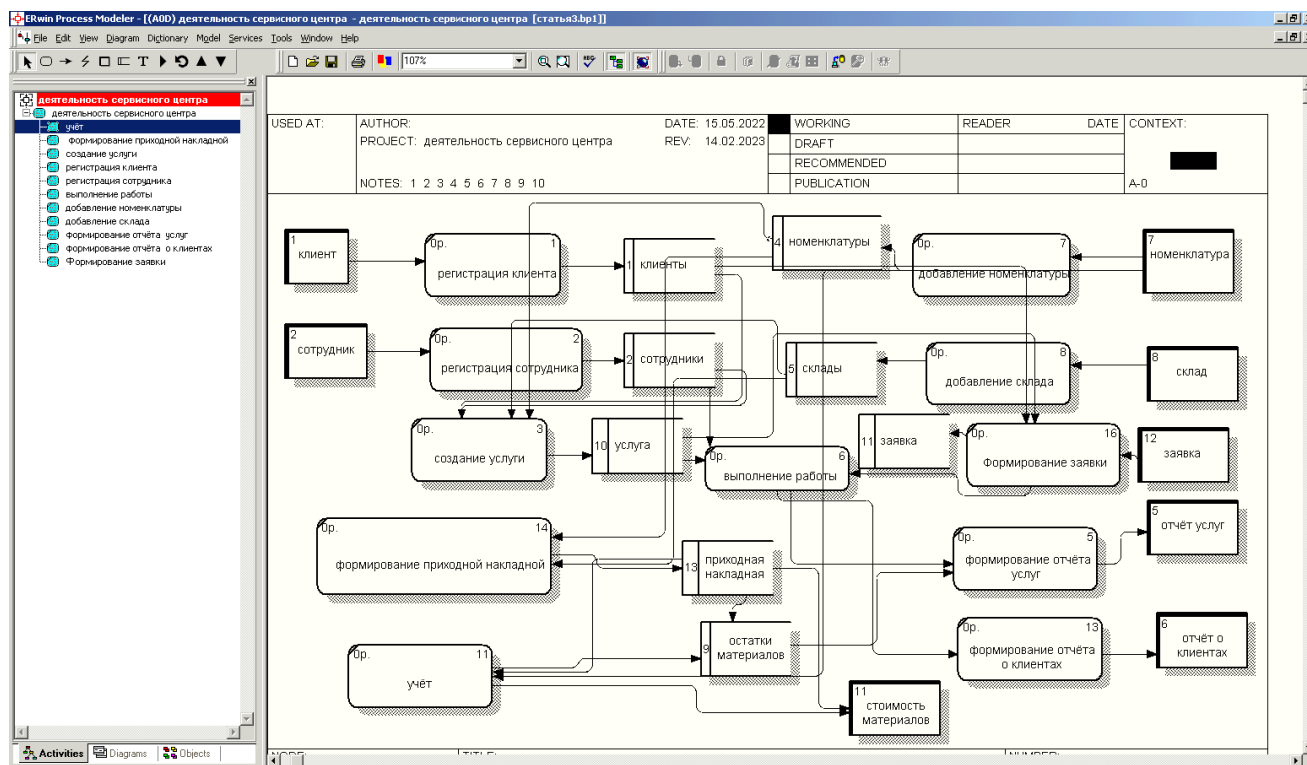 ERwin Process Modeler - [(A0D) деятельность сервисного центра - деятельность сервисного центра [статья3.bp1]]
File Edit View Diagram Dictionary Model Services Tools Window Help
T
107%
ABC
деятельность сервисного центра
деятельность сервисного центра
учёт
формирование приходной накладной
создание услуги
регистрация клиента
регистрация сотрудника
выполнение работы
добавление номенклатуры
добавление склада
формирование отчёта услуг
формирование отчёта о клиентах
Формирование заявки
Activities Diagrams Objects
USED AT: AUTHOR: DATE: 15.05.2022 WORKING READER DATE CONTEXT:
PROJECT: деятельность сервисного центра REV: 14.02.2023 DRAFT
RECOMMENDED
NOTES: 1 2 3 4 5 6 7 8 9 10 PUBLICATION A-0
1
клиент
0р. 1
регистрация клиента
1 клиенты
4 номенклатуры
0р. 7
добавление номенклатуры
7
номенклатура
2
сотрудник
0р. 2
регистрация сотрудника
2 сотрудники
5 склады
0р. 8
добавление склада
8
склад
0р. 3
создание услуги
10 услуга
0р. 6
выполнение работы
11 заявка
0р. 16
Формирование заявки
12
заявка
0р. 14
формирование приходной накладной
13 приходная
накладная
0р. 5
формирование отчёта
услуг
5
отчёт услуг
0р. 11
учёт
9 остатки
материалов
0р. 13
формирование отчёта
о клиентах
6
отчёт о
клиентах
11
стоимость
материалов
NODE: TITLE: NUMBER: